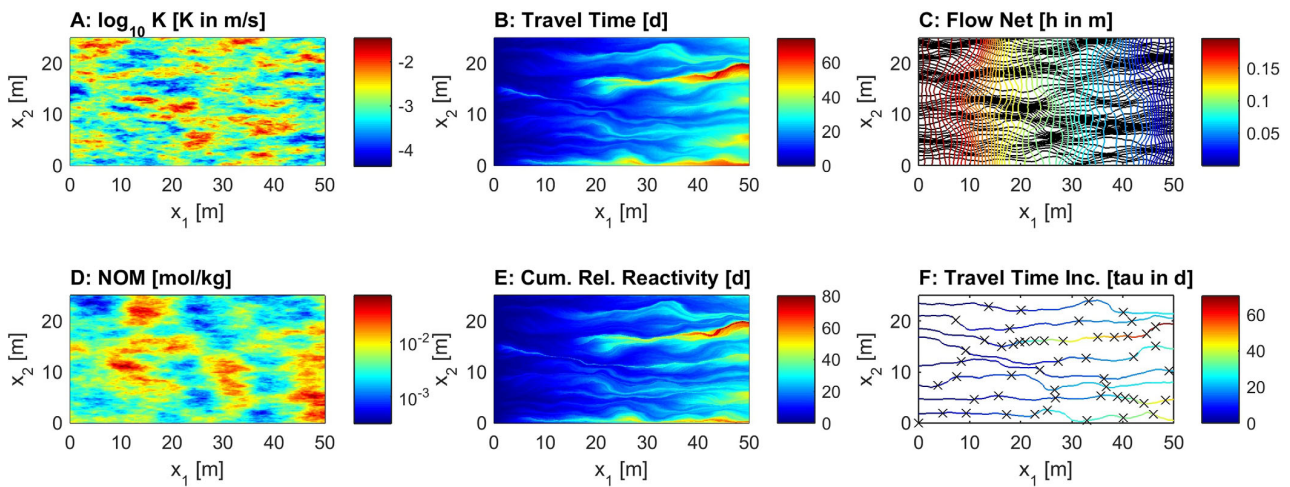 A: log10 K [K in m/s]
B: Travel Time [d]
C: Flow Net [h in m]
x2 [m]
20
10
0
0 10 20 30 40 50
x1 [m]
-2
-3
-4
x2 [m]
20
10
0
0 10 20 30 40 50
x1 [m]
60
40
20
0
x2 [m]
20
10
0
0 10 20 30 40 50
x1 [m]
0.15
0.1
0.05
D: NOM [mol/kg]
E: Cum. Rel. Reactivity [d]
F: Travel Time Inc. [tau in d]
x2 [m]
20
10
0
0 10 20 30 40 50
x1 [m]
10-2
10-3
x2 [m]
20
10
0
0 10 20 30 40 50
x1 [m]
80
60
40
20
0
x2 [m]
20
10
0
0 10 20 30 40 50
x1 [m]
60
40
20
0